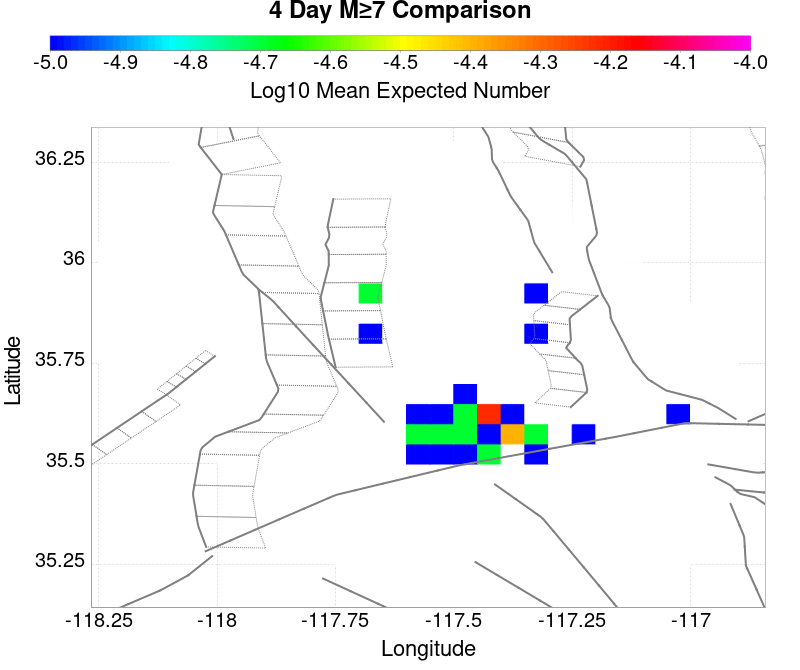 4 Day M≥7 Comparison
-5.0 -4.9 -4.8 -4.7 -4.6 -4.5 -4.4 -4.3 -4.2 -4.1 -4.0
Log10 Mean Expected Number
36.25
36
35.75
35.5
35.25
Latitude
-118.25 -118 -117.75 -117.5 -117.25 -117
Longitude